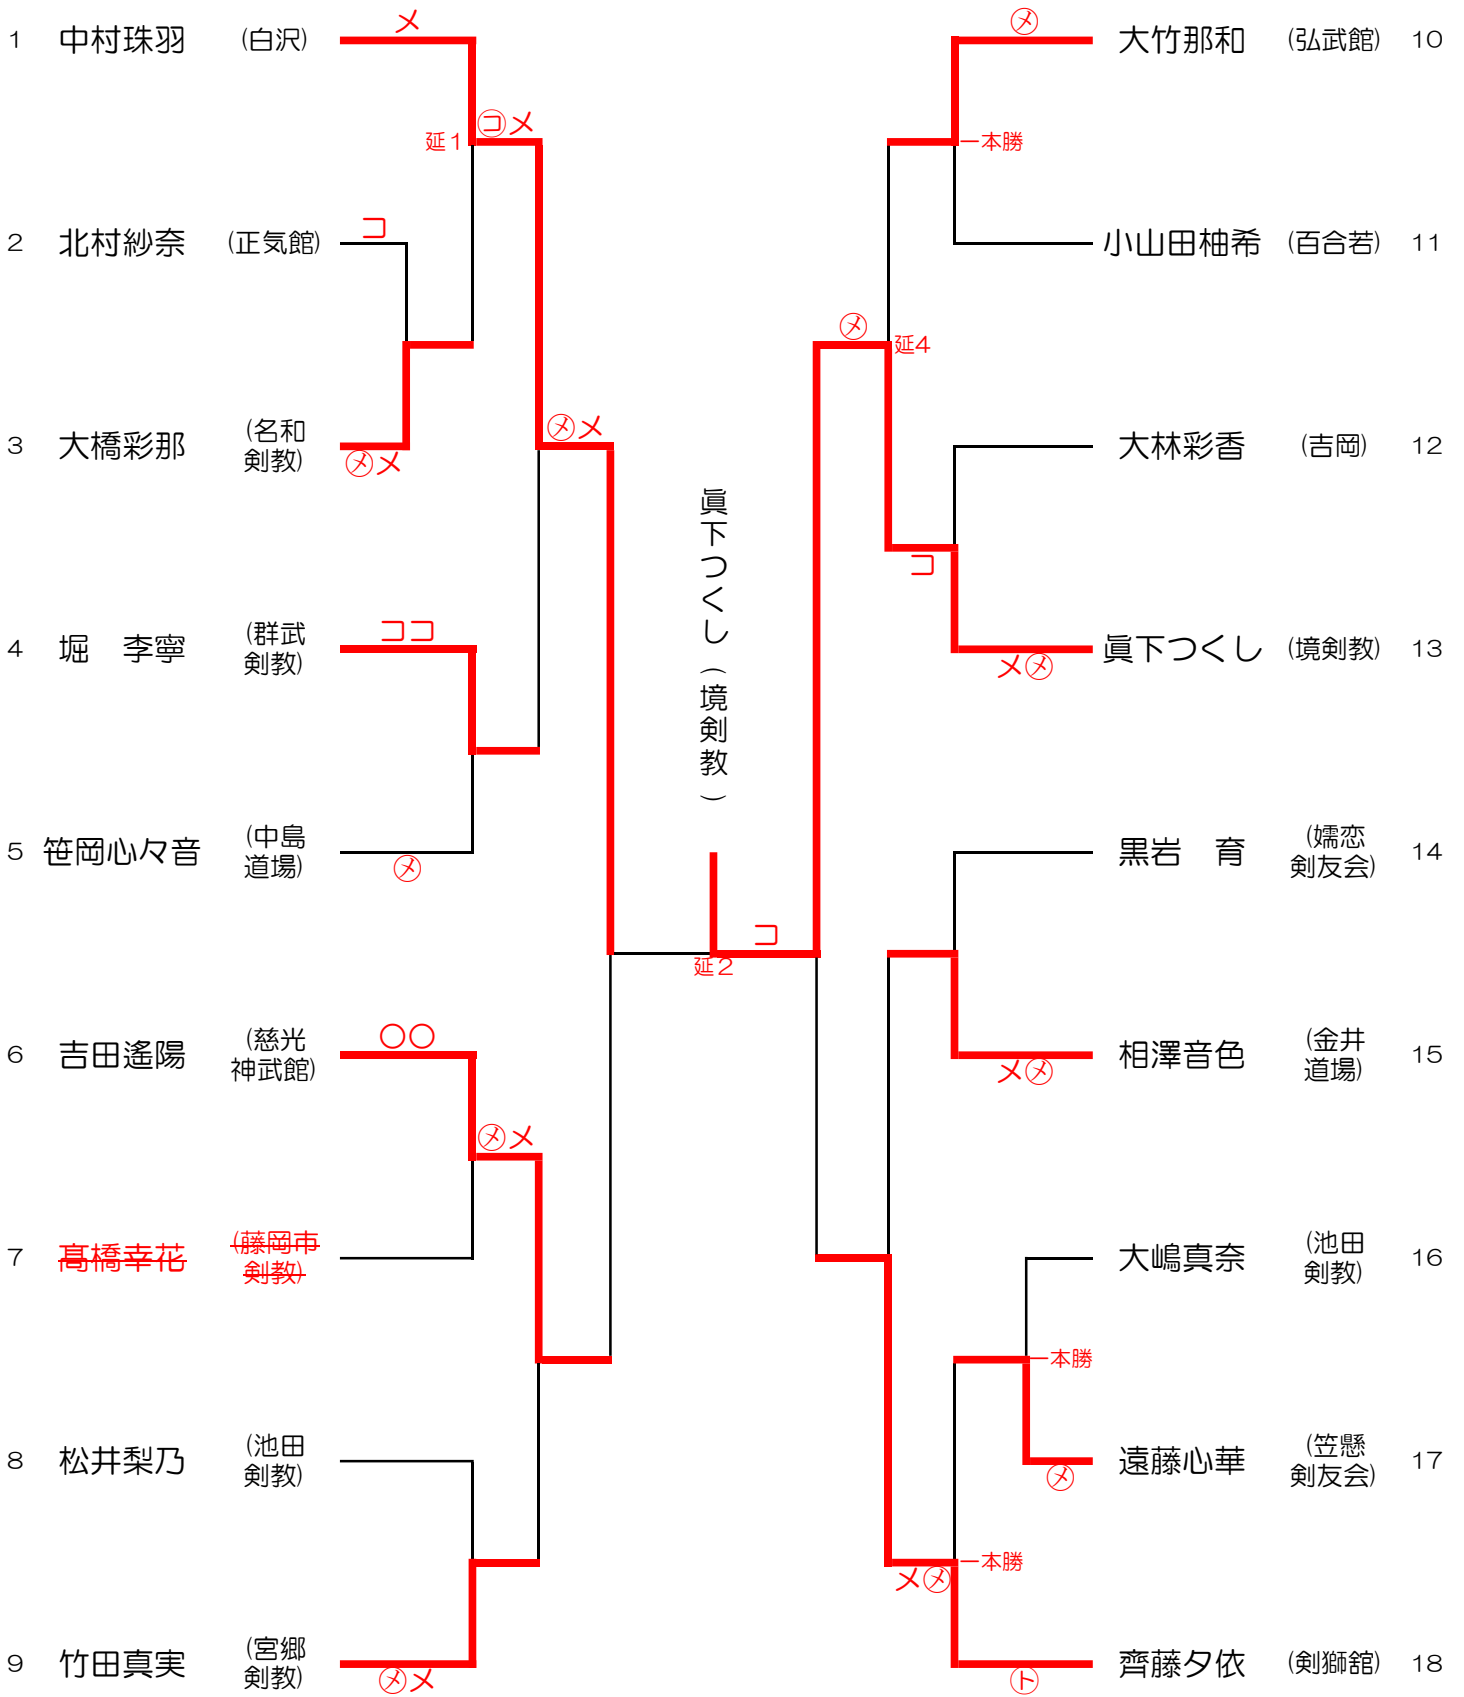 1 中村珠羽 (白沢)
メ
延1
㋙メ
2 北村紗奈 (正気館)
コ
3 大橋彩那 (名和
剣教)
㋱メ
㋱メ
4 堀　李寧 (群武
剣教)
ココ
5 笹岡心々音 (中島
道場)
㋱
6 吉田遙陽 (慈光
神武館)
〇〇
㋱メ
7 髙橋幸花 (藤岡市
剣教)
8 松井梨乃 (池田
剣教)
9 竹田真実 (宮郷
剣教)
㋱メ
眞下つくし(境剣教)
コ
延2
㋱
大竹那和 (弘武館) 10
一本勝
小山田柚希 (百合若) 11
㋱
延4
大林彩香 (吉岡) 12
コ
眞下つくし (境剣教) 13
メ㋱
黒岩　育 (嬬恋
剣友会) 14
相澤音色 (金井
道場) 15
メ㋱
大嶋真奈 (池田
剣教) 16
一本勝
遠藤心華 (笠懸
剣友会) 17
㋱
一本勝
メ㋱
齊藤夕依 (剣獅舘) 18
㋣